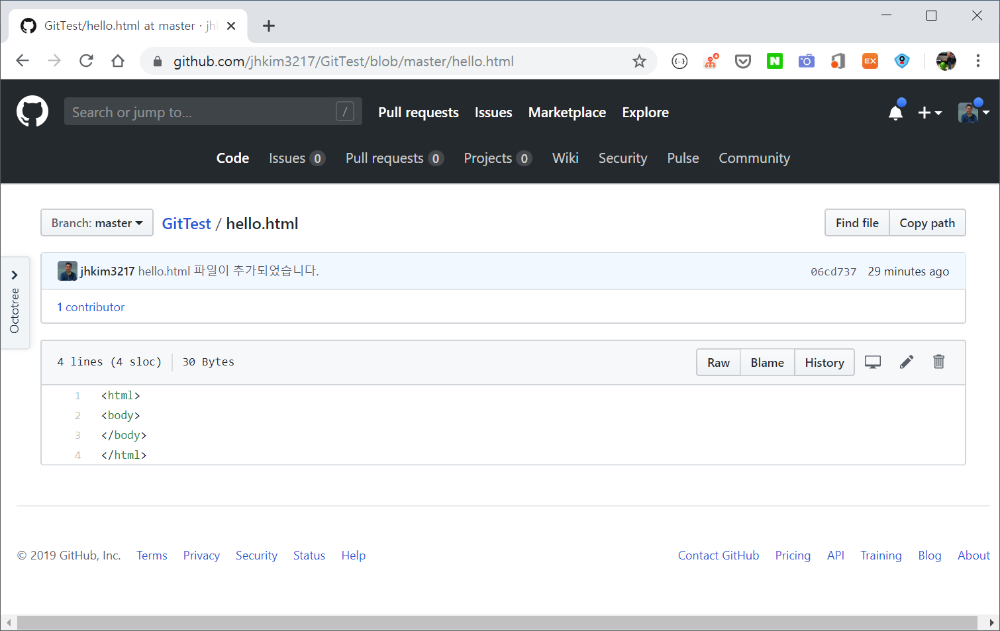 GitTest/hello.html at master · jh
github.com/jhkim3217/GitTest/blob/master/hello.html
{···}
N
EX
Search or jump to...
/
Pull requests
Issues
Marketplace
Explore
Code
Issues 0
Pull requests 0
Projects 0
Wiki
Security
Pulse
Community
Branch: master
GitTest / hello.html
Find file
Copy path
Octotree
jhkim3217 hello.html 파일이 추가되었습니다.
06cd737 29 minutes ago
1 contributor
4 lines (4 sloc)
30 Bytes
Raw
Blame
History
1 <html>
2 <body>
3 </body>
4 </html>
© 2019 GitHub, Inc.
Terms
Privacy
Security
Status
Help
Contact GitHub
Pricing
API
Training
Blog
About